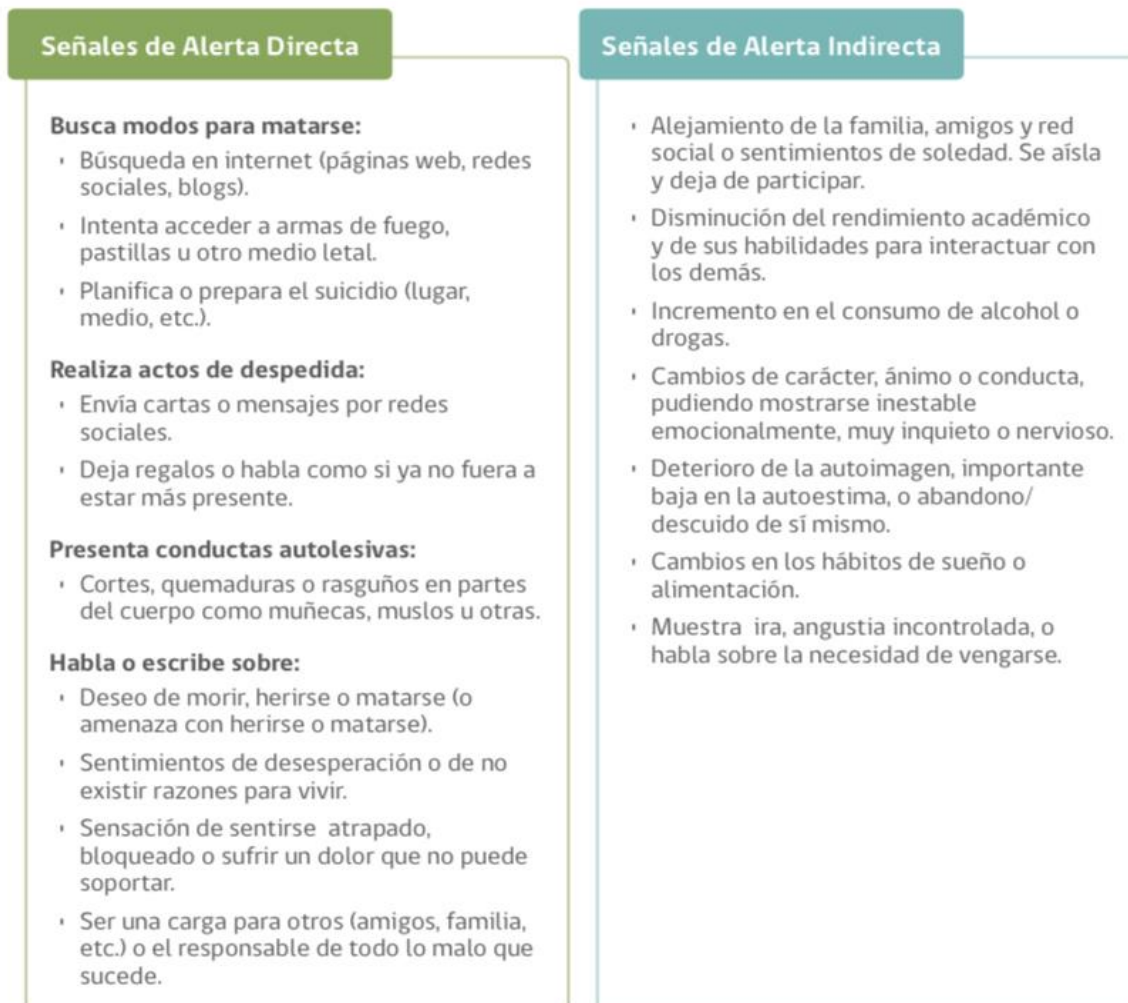 Señales de Alerta Directa
Busca modos para matarse:
· Búsqueda en internet (páginas web, redes
sociales, blogs).
· Intenta acceder a armas de fuego,
pastillas u otro medio letal.
· Planifica o prepara el suicidio (lugar,
medio, etc.).
Realiza actos de despedida:
· Envía cartas o mensajes por redes
sociales.
· Deja regalos o habla como si ya no fuera a
estar más presente.
Presenta conductas autolesivas:
· Cortes, quemaduras o rasguños en partes
del cuerpo como muñecas, muslos u otras.
Habla o escribe sobre:
· Deseo de morir, herirse o matarse (o
amenaza con herirse o matarse).
· Sentimientos de desesperación o de no
existir razones para vivir.
· Sensación de sentirse atrapado,
bloqueado o sufrir un dolor que no puede
soportar.
· Ser una carga para otros (amigos, familia,
etc.) o el responsable de todo lo malo que
sucede.
Señales de Alerta Indirecta
· Alejamiento de la familia, amigos y red
social o sentimientos de soledad. Se aísla
y deja de participar.
· Disminución del rendimiento académico
y de sus habilidades para interactuar con
los demás.
· Incremento en el consumo de alcohol o
drogas.
· Cambios de carácter, ánimo o conducta,
pudiendo mostrarse inestable
emocionalmente, muy inquieto o nervioso.
· Deterioro de la autoimagen, importante
baja en la autoestima, o abandono/
descuido de sí mismo.
· Cambios en los hábitos de sueño o
alimentación.
· Muestra ira, angustia incontrolada, o
habla sobre la necesidad de vengarse.